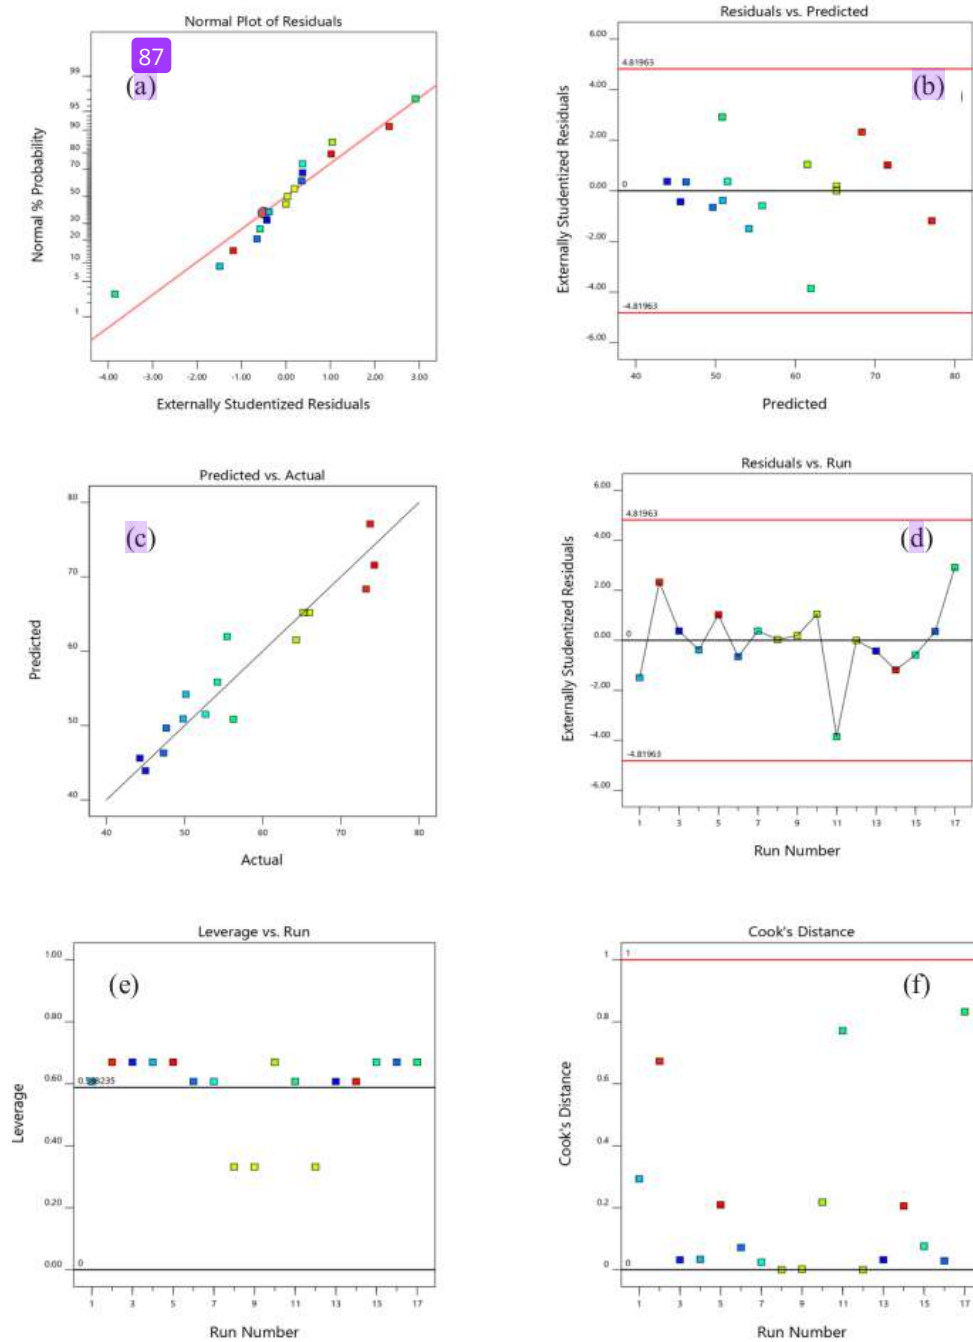 Normal Plot of Residuals
87
(a)
Normal % Probability
99
95
90
80
70
50
30
20
10
5
1
-4.00 -3.00 -2.00 -1.00 0.00 1.00 2.00 3.00
Externally Studentized Residuals
Residuals vs. Predicted
(b)
Externally Studentized Residuals
6.00
4.81963
4.00
2.00
0.00 0
-2.00
-4.00
-4.81963
-6.00
40 50 60 70 80
Predicted
Predicted vs. Actual
(c)
Predicted
80
70
60
50
40
40 50 60 70 80
Actual
Residuals vs. Run
(d)
Externally Studentized Residuals
6.00
4.81963
4.00
2.00
0.00 0
-2.00
-4.00
-4.81963
-6.00
1 3 5 7 9 11 13 15 17
Run Number
Leverage vs. Run
(e)
Leverage
1.00
0.80
0.60 0.588235
0.40
0.20
0.00 0
1 3 5 7 9 11 13 15 17
Run Number
Cook's Distance
(f)
Cook's Distance
1 1
0.8
0.6
0.4
0.2
0 0
1 3 5 7 9 11 13 15 17
Run Number